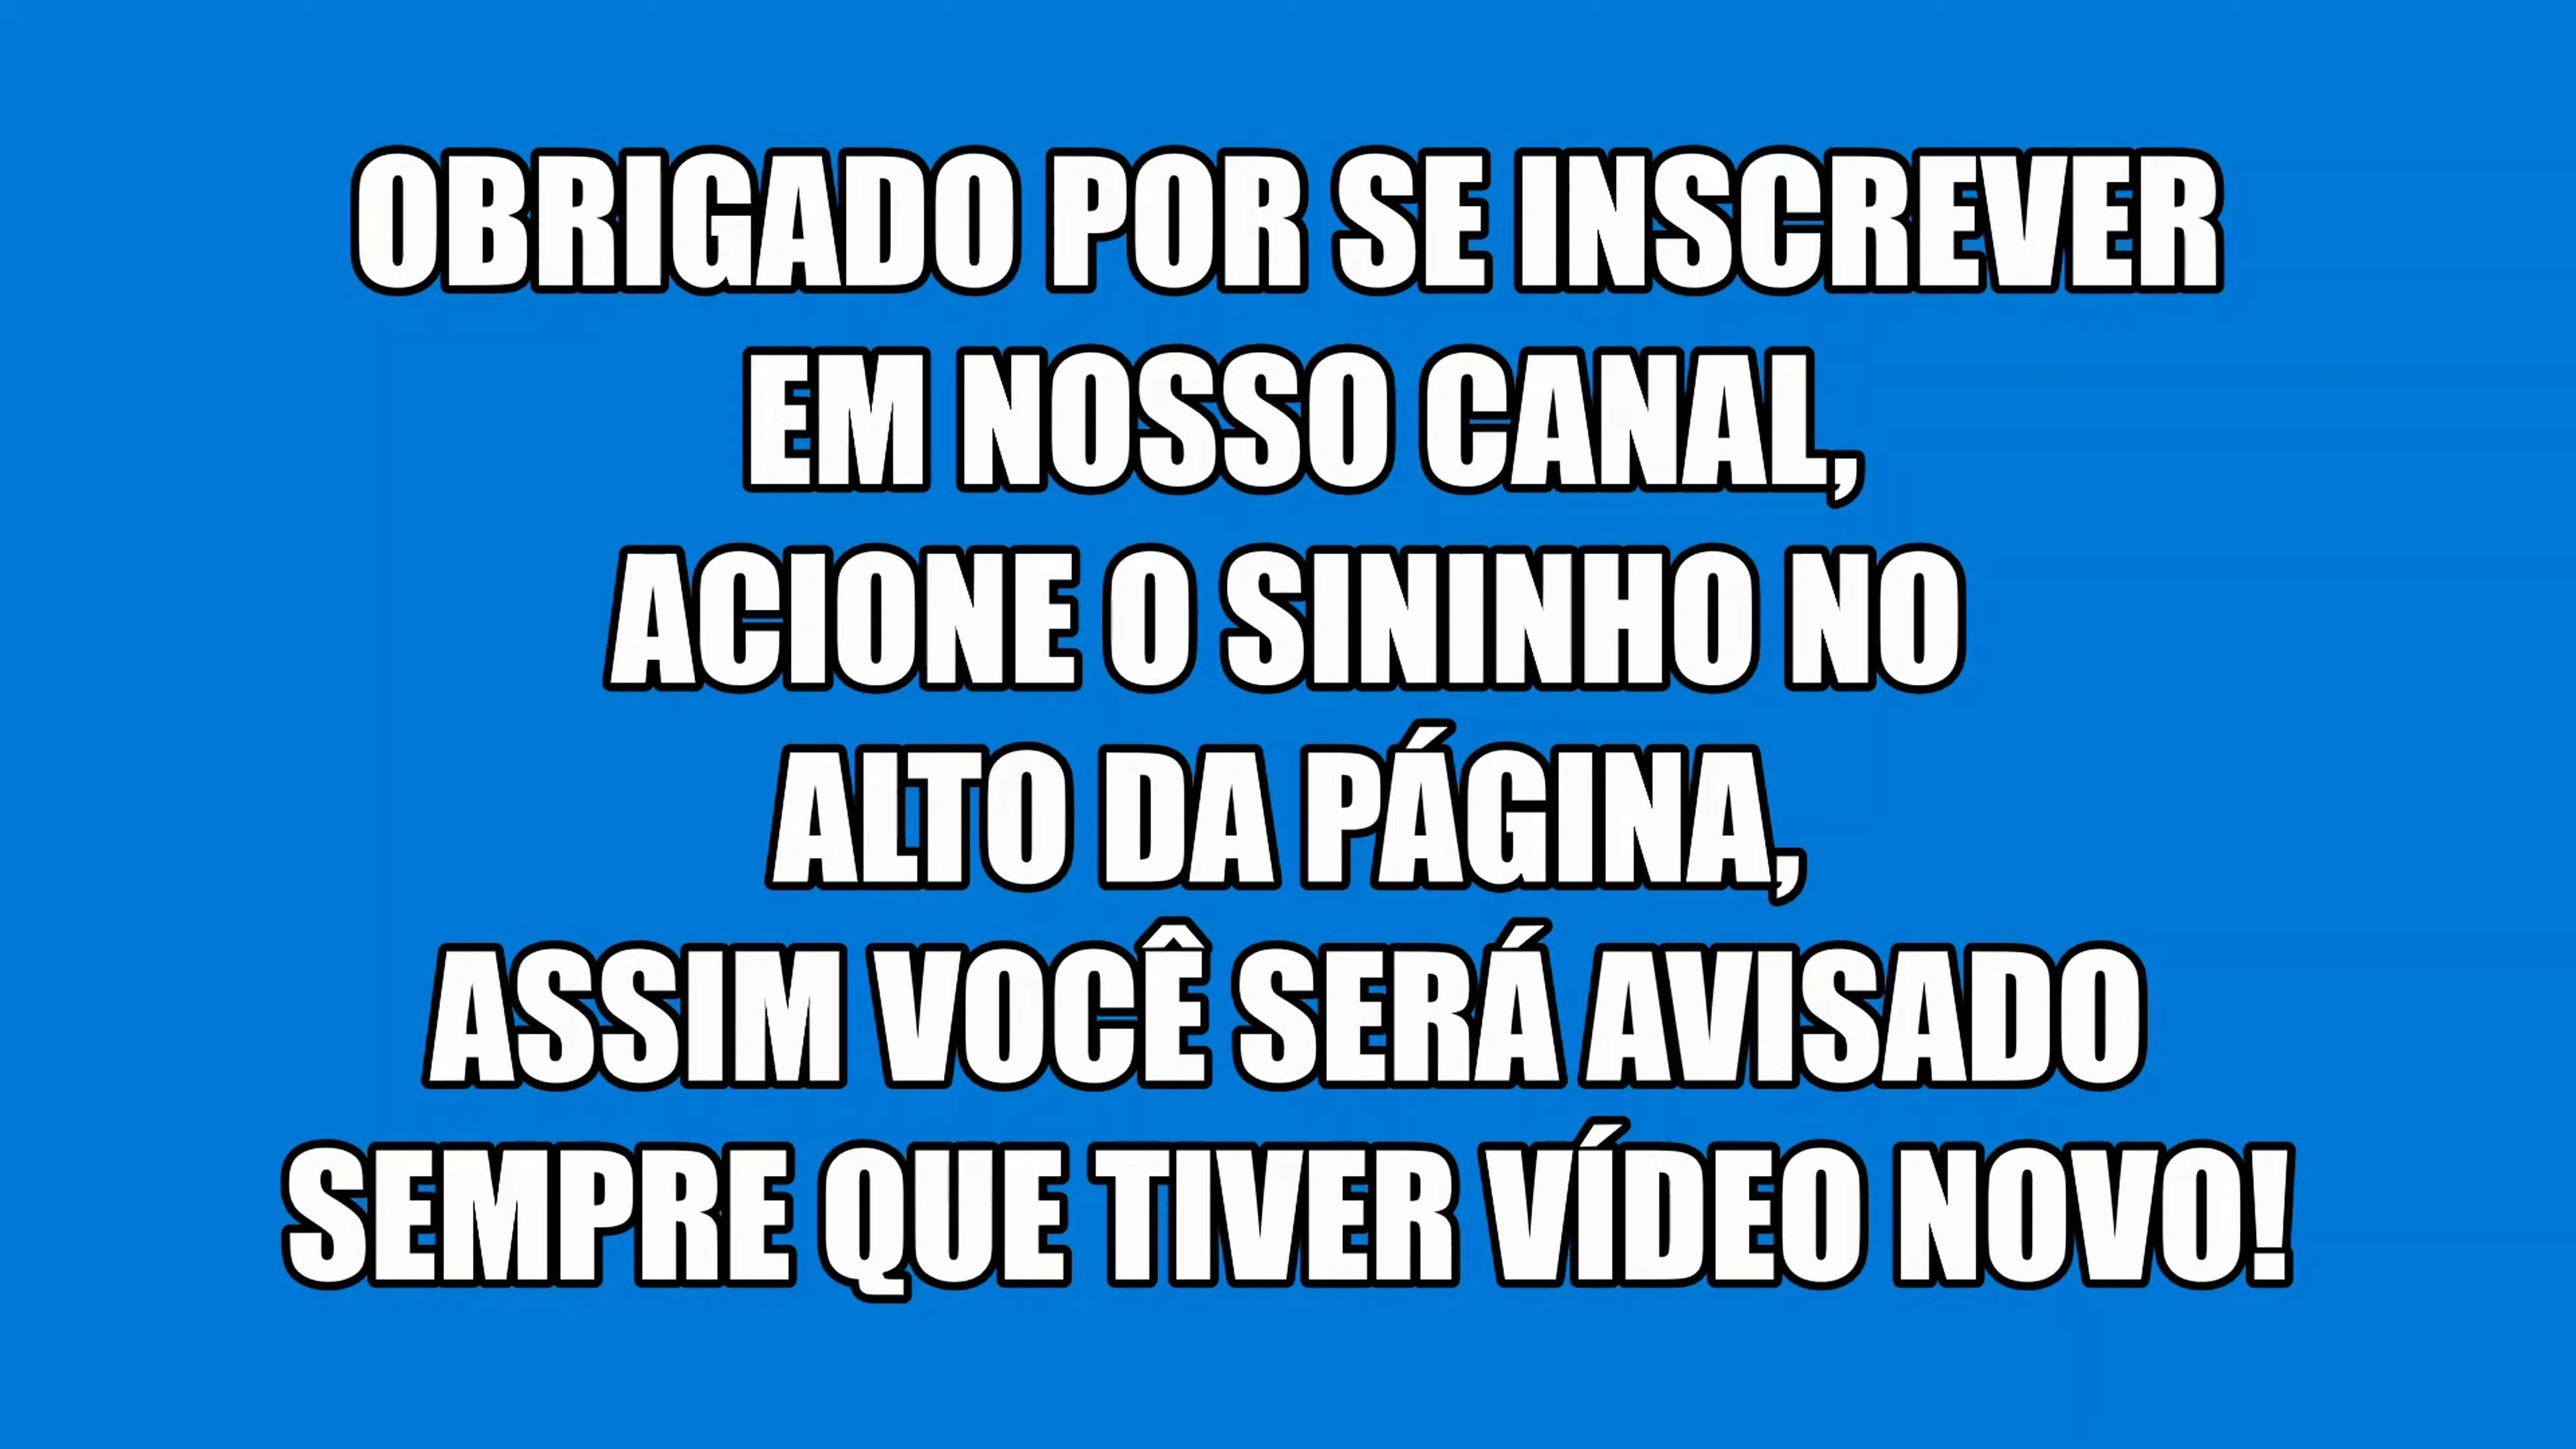 OBRIGADO POR SE INSCREVER
EM NOSSO CANAL,
ACIONE O SININHO NO
ALTO DA PÁGINA,
ASSIM VOCÊ SERÁ AVISADO
SEMPRE QUE TIVER VÍDEO NOVO!